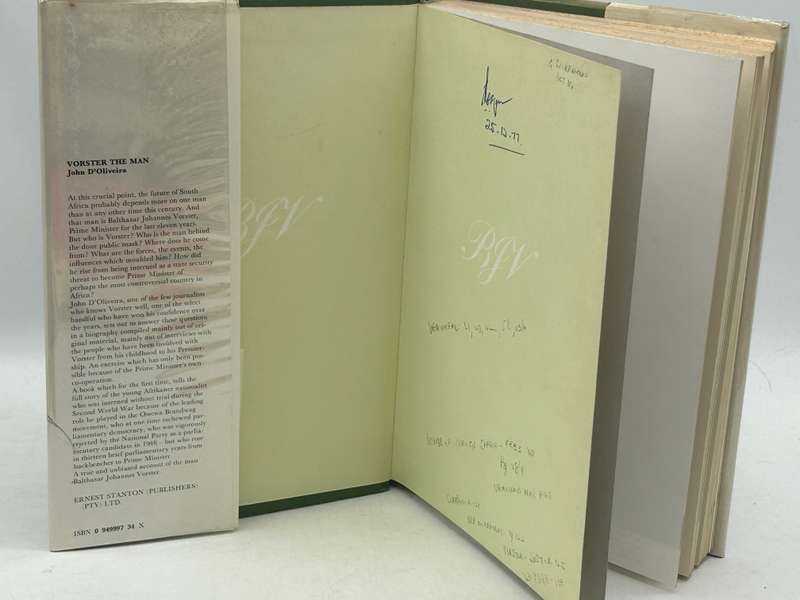 VORSTER THE MAN
John D'Oliveira
At this crucial point, the future of South
Africa probably depends more on one man
than at any other time this century. And
that man is Balthazar Johannes Vorster,
Prime Minister for the last eleven years.
But who is Vorster? Who is the man behind
the dour public mask? Where does he come
from? What are the forces, the events, the
influences which moulded him? How did
he rise from being interned as a state security
threat to become Prime Minister of
perhaps the most controversial country in
Africa?
John D'Oliveira, one of the few journalists
who knows Vorster well, one of the select
handful who have won his confidence over
the years, sets out to answer those questions
in a biography compiled mainly out of ori-
ginal material, mainly out of interviews with
the people who have been involved with
Vorster from his childhood to his Premier-
ship. An exercise which has only been pos-
sible because of the Prime Minister's own
co-operation.
A book which for the first time, tells the
full story of the young Afrikaner nationalist
who was interned without trial during the
Second World War because of the leading
role he played in the Ossewa Brandwag
movement, who at one time eschewed par-
liamentary democracy, who was vigorously
rejected by the National Party as a parlia-
mentary candidate in 1948 - but who rose
in thirteen brief parliamentary years from
backbencher to Prime Minister.
A true and unbiased account of the man
Balthazar Johannes Vorster.
ERNEST STANTON (PUBLISHERS)
(PTY) LTD.
ISBN 0 949997 34 X
BJV
25.12.77
BJV